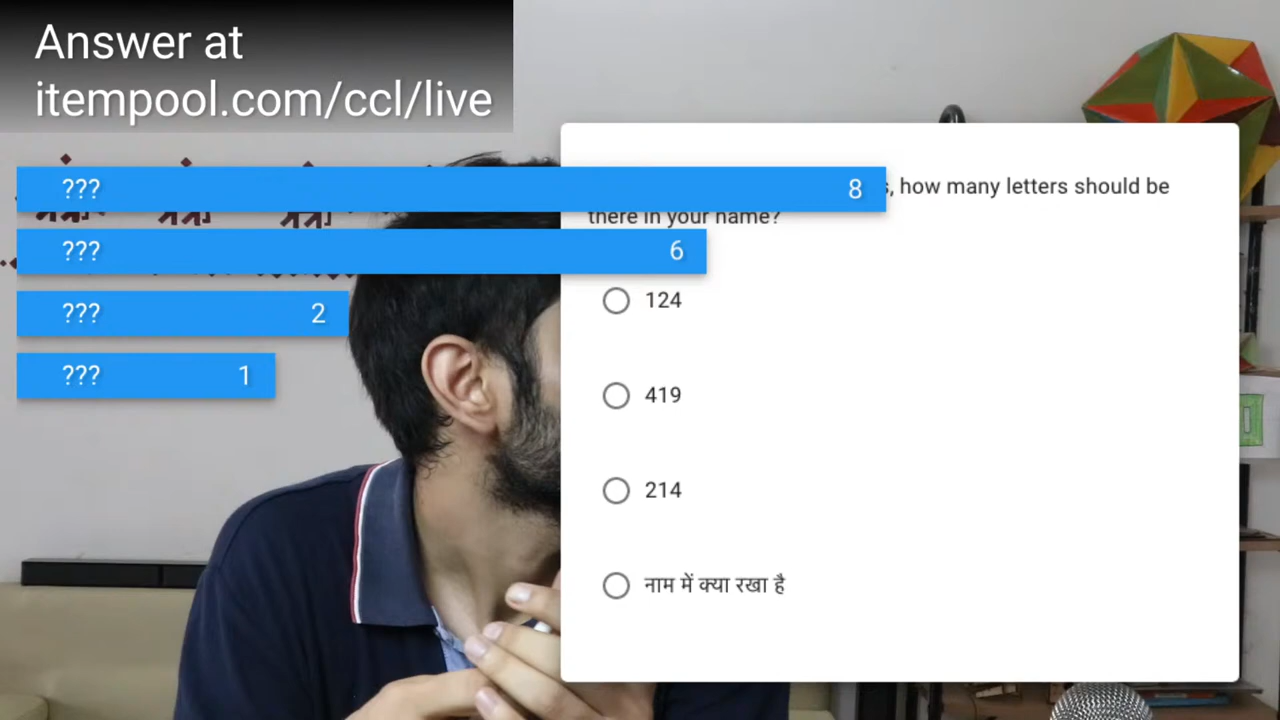 Answer at
itempool.com/ccl/live
??? 8
??? 6
??? 2
??? 1
, how many letters should be
there in your name?
124
419
214
नाम में क्या रखा है